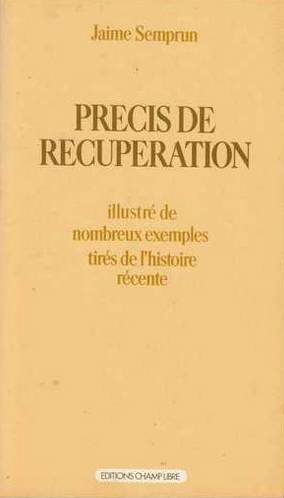 Jaime Semprun
PRECIS DE
RECUPERATION
illustré de
nombreux exemples
tirés de l'histoire
récente
EDITIONS CHAMP LIBRE